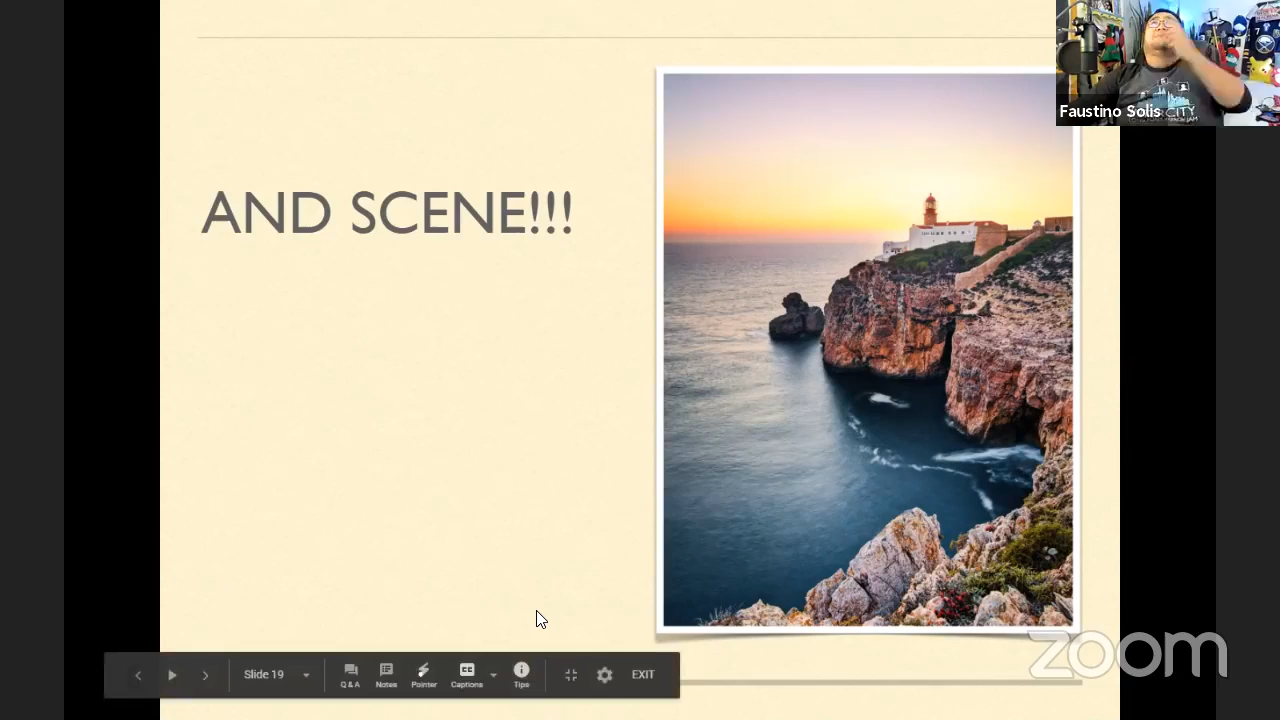 AND SCENE!!!
Faustino Solis
CITY
Slide 19
Q & A
Notes
Pointer
Captions
Tips
EXIT
zoom